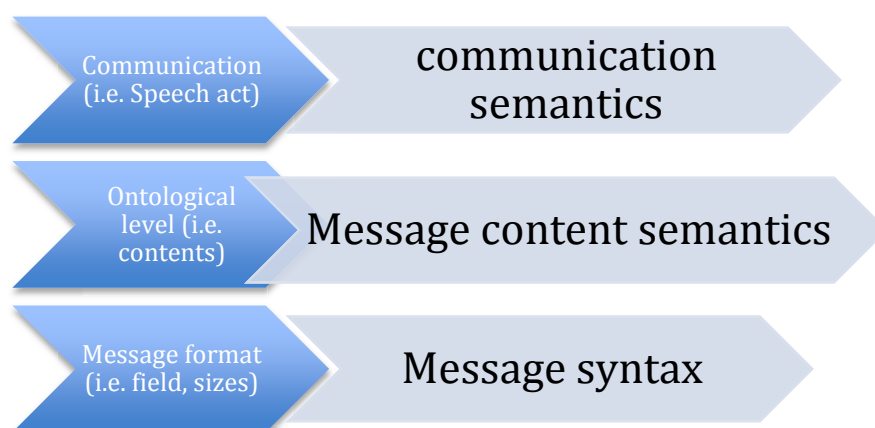 Communication
(i.e. Speech act)
communication
semantics
Ontological
level (i.e.
contents)
Message content semantics
Message format
(i.e. field, sizes)
Message syntax